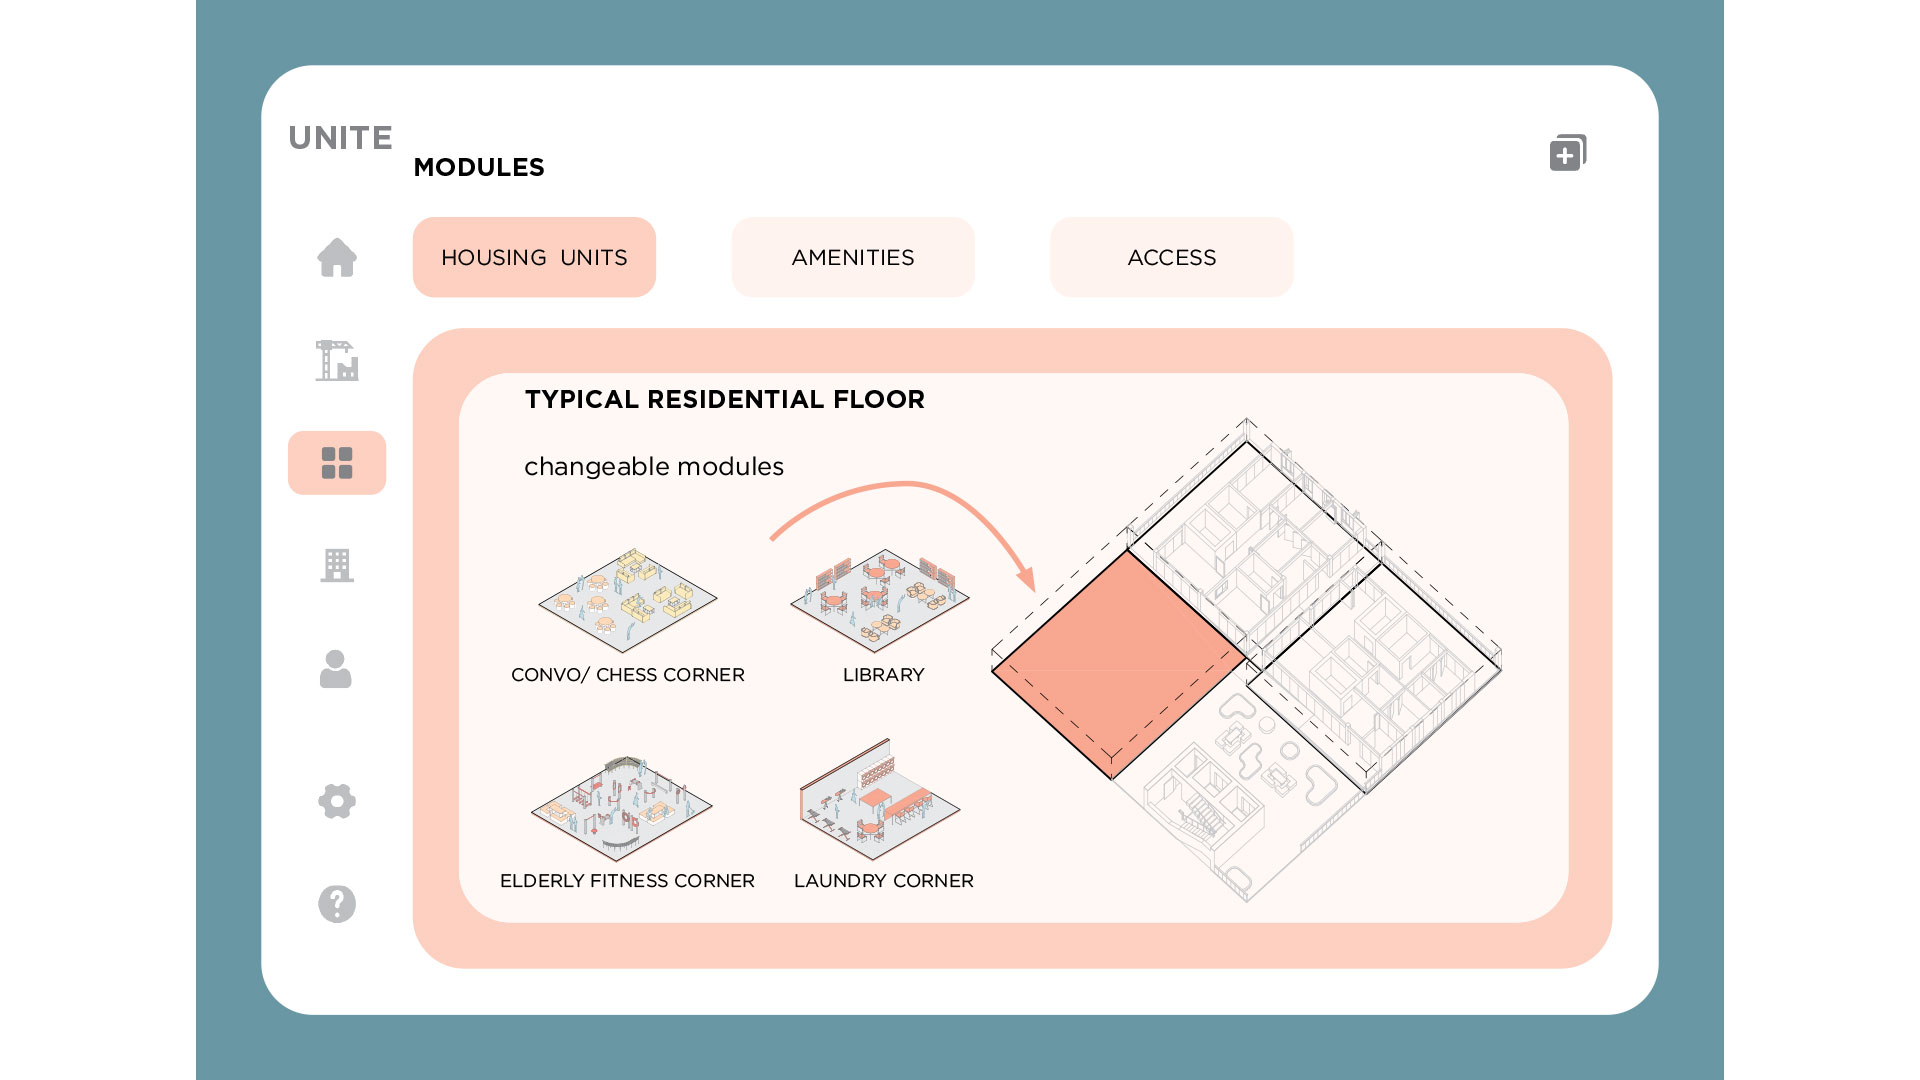 UNITE
MODULES
HOUSING UNITS
AMENITIES
ACCESS
TYPICAL RESIDENTIAL FLOOR
changeable modules
CONVO/ CHESS CORNER
LIBRARY
ELDERLY FITNESS CORNER
LAUNDRY CORNER